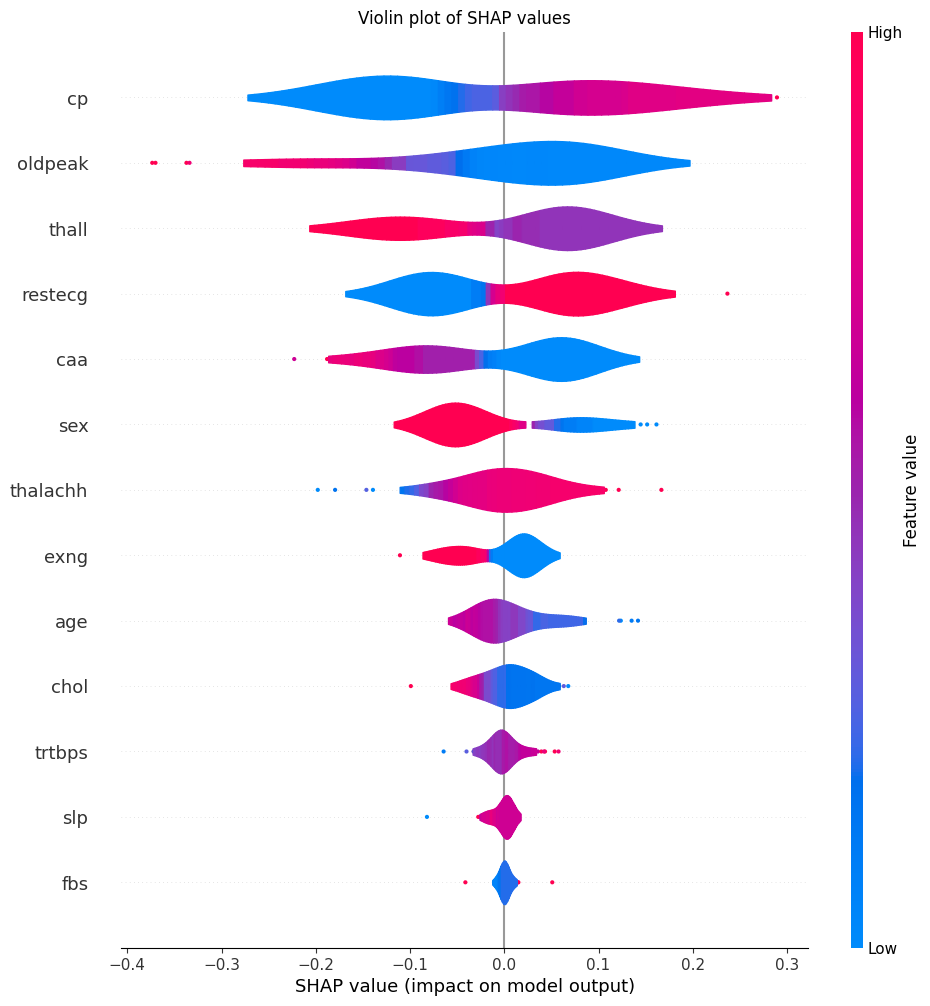 Violin plot of SHAP values
High
cp
oldpeak
thall
restecg
caa
sex
thalachh
exng
age
chol
trtbps
slp
fbs
Feature value
Low
−0.4 −0.3 −0.2 −0.1 0.0 0.1 0.2 0.3
SHAP value (impact on model output)